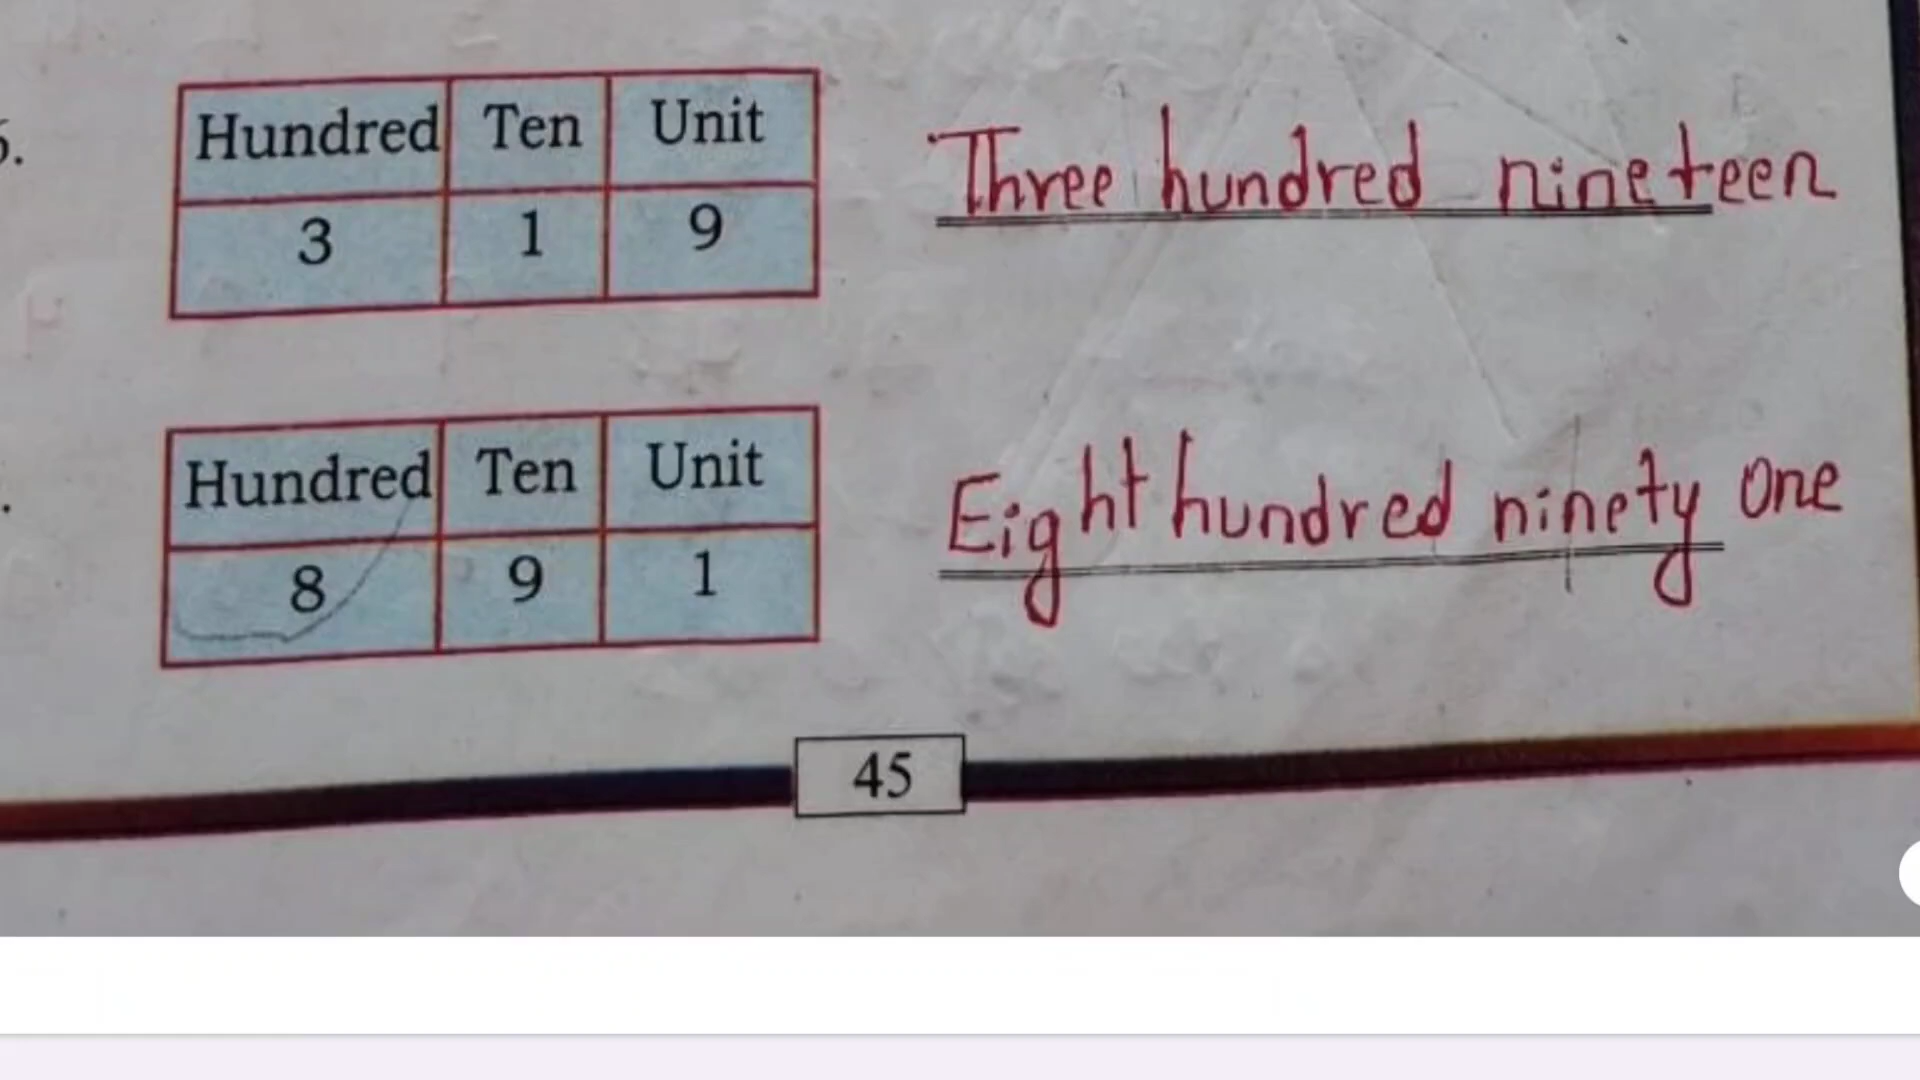 Hundred Ten Unit
3 1 9
Three hundred nineteen
Hundred Ten Unit
8 9 1
Eight hundred ninety one
45